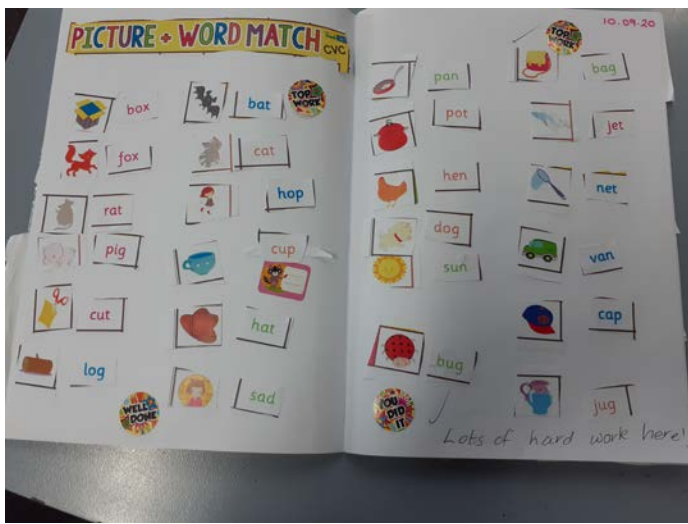 PICTURE + WORD MATCH
CVC
box
bat
TOP WORK
fox
cat
rat
hop
pig
cup
cut
hat
log
sad
WELL DONE
10.09.20
TOP WORK
pan
bag
pot
jet
hen
net
dog
sun
van
cap
bug
YOU DID IT
jug
Lots of hard work here!